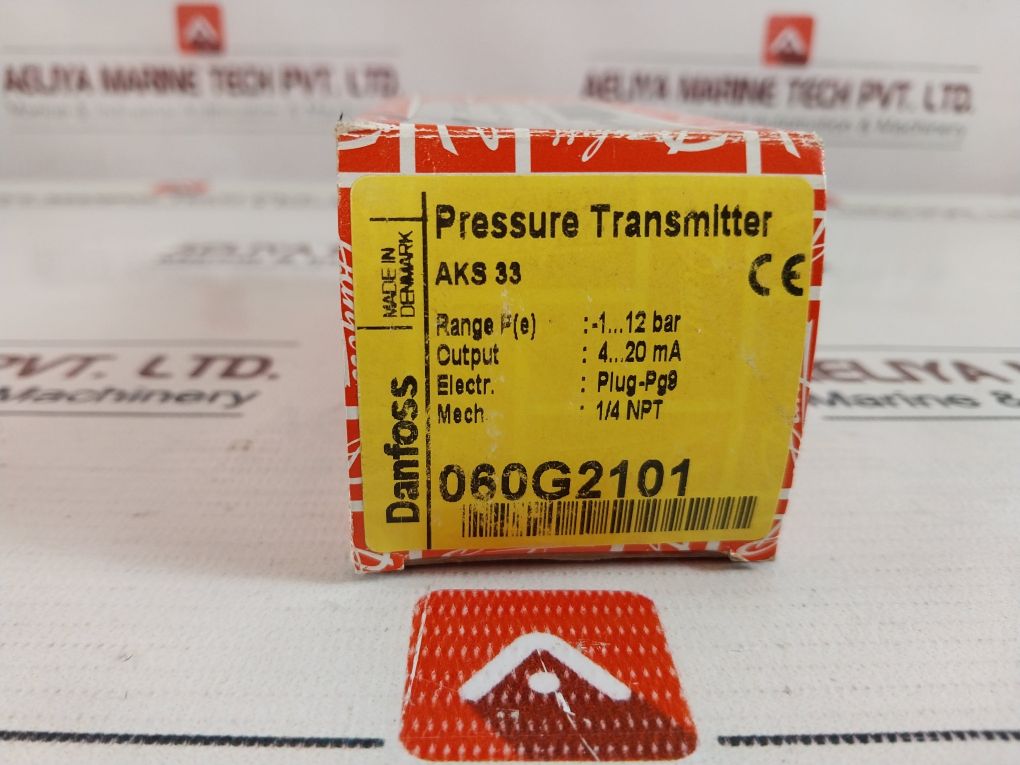 AELIYA MARINE TECH PVT. LTD.
AELIYA MARINE TECH PVT. LTD.
PVT. LTD.
Machinery
AELIYA
Marine &
Pressure Transmitter
AKS 33
CE
MADE IN
DENMARK
Range P(e) : -1...12 bar
Output : 4...20 mA
Electr. : Plug-Pg9
Mech : 1/4 NPT
Danfoss
060G2101